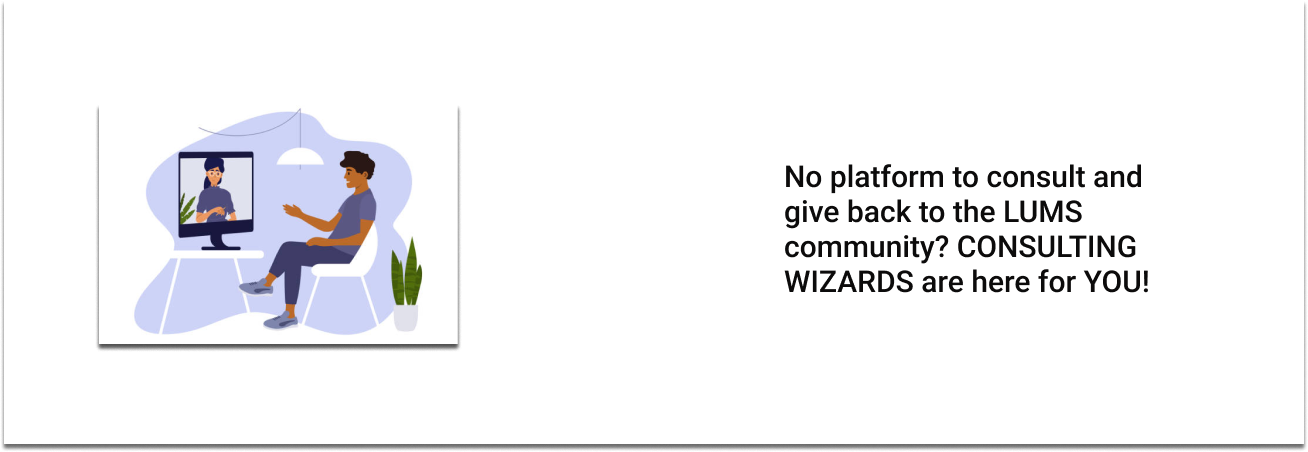 No platform to consult and
give back to the LUMS
community? CONSULTING
WIZARDS are here for YOU!